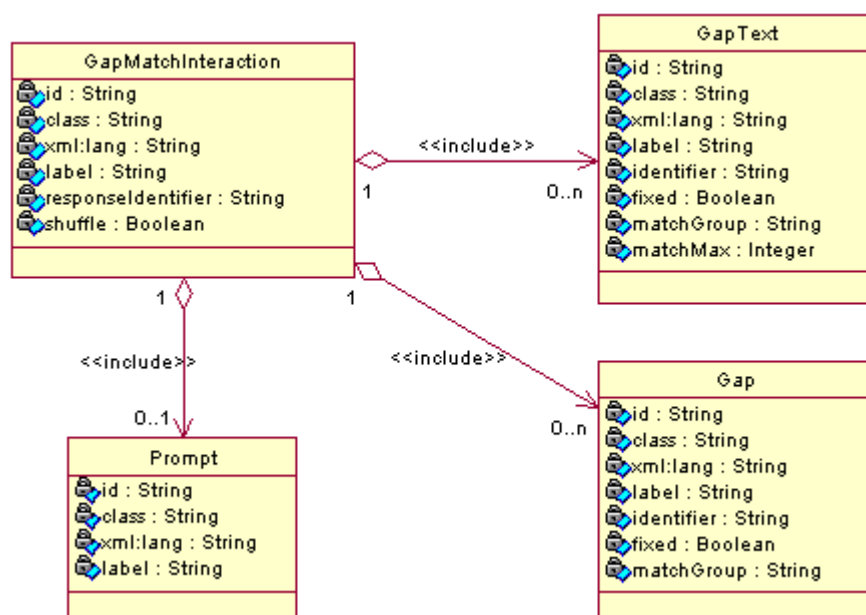 GapMatchInteraction
id : String
class : String
xml:lang : String
label : String
responseIdentifier : String
shuffle : Boolean
GapText
id : String
class : String
xml:lang : String
label : String
identifier : String
fixed : Boolean
matchGroup : String
matchMax : Integer
<<include>>
1
0..n
1
1
<<include>>
<<include>>
0..1
0..n
Prompt
id : String
class : String
xml:lang : String
label : String
Gap
id : String
class : String
xml:lang : String
label : String
identifier : String
fixed : Boolean
matchGroup : String